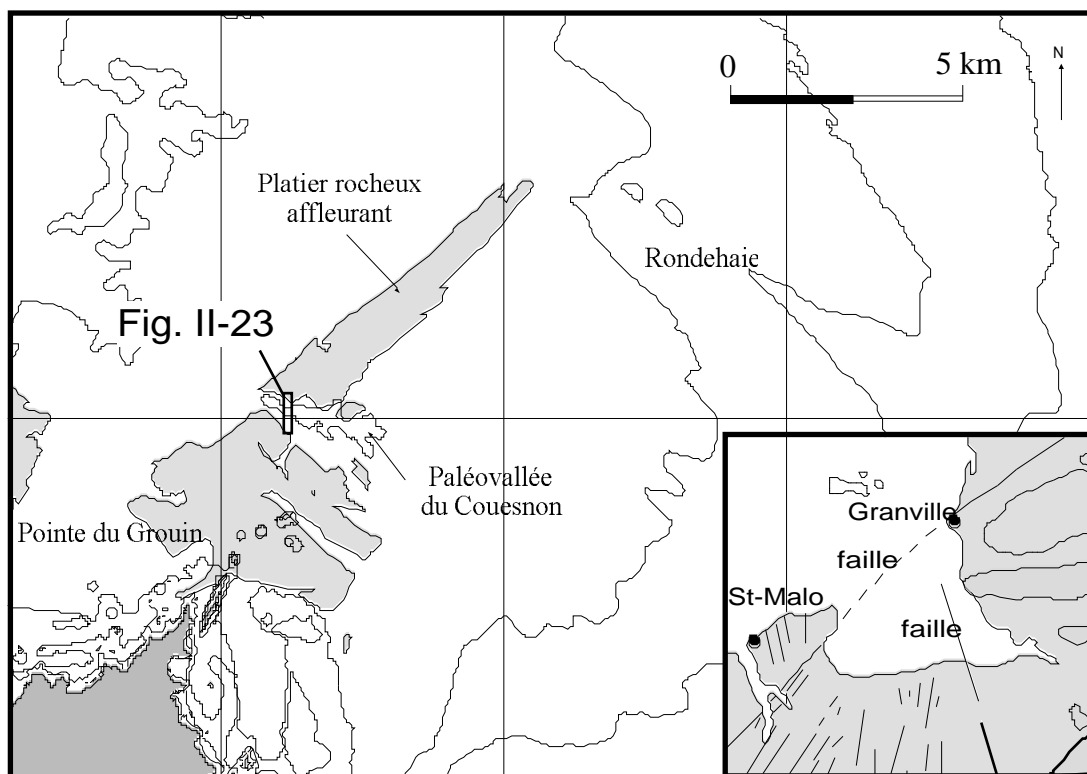 0 5 km
N
Platier rocheux
affleurant
Rondehaie
Fig. II-23
Paléovallée
du Couesnon
Pointe du Grouin
Granville
faille
St-Malo
faille